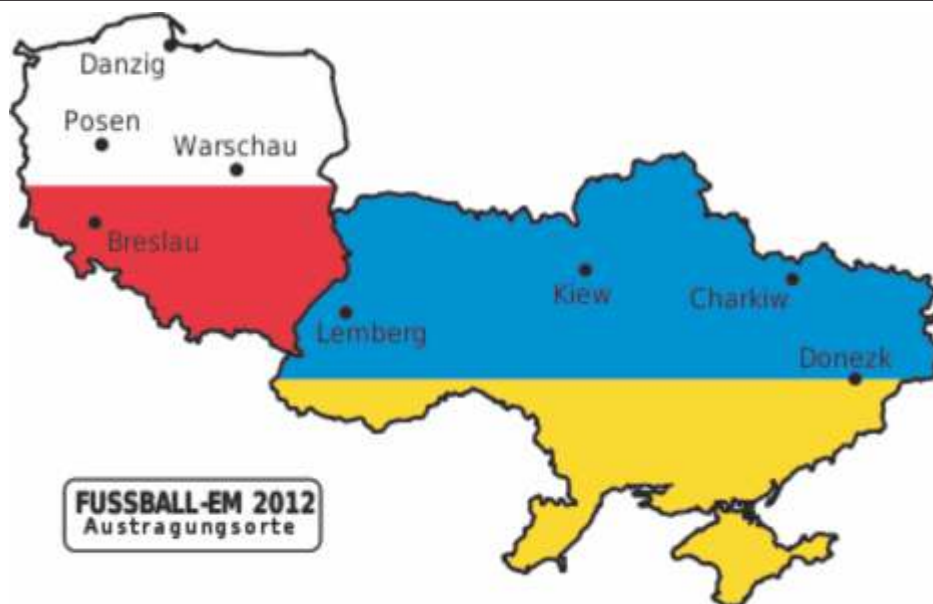 Danzig
Posen
Warschau
Breslau
Kiew
Charkiw
Lemberg
Donezk
FUSSBALL-EM 2012
Austragungsorte